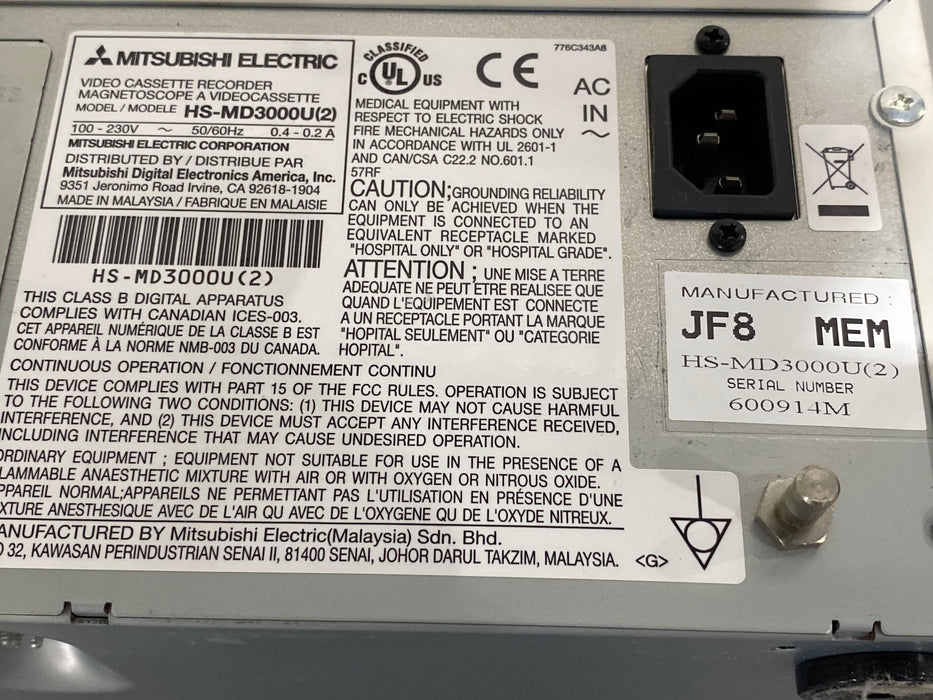 MITSUBISHI ELECTRIC
VIDEO CASSETTE RECORDER
MAGNETOSCOPE A VIDEOCASSETTE
MODEL / MODELE HS-MD3000U(2)
100 - 230V ~ 50/60Hz 0.4 - 0.2 A
MITSUBISHI ELECTRIC CORPORATION
DISTRIBUTED BY / DISTRIBUE PAR
Mitsubishi Digital Electronics America, Inc.
9351 Jeronimo Road Irvine, CA 92618-1904
MADE IN MALAYSIA / FABRIQUE EN MALAISIE
HS-MD3000U(2)
THIS CLASS B DIGITAL APPARATUS
COMPLIES WITH CANADIAN ICES-003.
CET APPAREIL NUMÉRIQUE DE LA CLASSE B EST
CONFORME À LA NORME NMB-003 DU CANADA.
CLASSIFIED
C UL US
CE
776C343A8
MEDICAL EQUIPMENT WITH
RESPECT TO ELECTRIC SHOCK
FIRE MECHANICAL HAZARDS ONLY
IN ACCORDANCE WITH UL 2601-1
AND CAN/CSA C22.2 NO.601.1
57RF
CAUTION;GROUNDING RELIABILITY
CAN ONLY BE ACHIEVED WHEN THE
EQUIPMENT IS CONNECTED TO AN
EQUIVALENT RECEPTACLE MARKED
"HOSPITAL ONLY" OR "HOSPITAL GRADE".
ATTENTION ; UNE MISE A TERRE
ADEQUATE NE PEUT ETRE REALISEE QUE
QUAND L'EQUIPEMENT EST CONNECTE
A UN RECEPTACLE PORTANT LA MARQUE
"HOPITAL SEULEMENT" OU "CATEGORIE
HOPITAL".
CONTINUOUS OPERATION / FONCTIONNEMENT CONTINU
THIS DEVICE COMPLIES WITH PART 15 OF THE FCC RULES. OPERATION IS SUBJECT
TO THE FOLLOWING TWO CONDITIONS: (1) THIS DEVICE MAY NOT CAUSE HARMFUL
INTERFERENCE, AND (2) THIS DEVICE MUST ACCEPT ANY INTERFERENCE RECEIVED,
INCLUDING INTERFERENCE THAT MAY CAUSE UNDESIRED OPERATION.
ORDINARY EQUIPMENT ; EQUIPMENT NOT SUITABLE FOR USE IN THE PRESENCE OF A
LAMMABLE ANAESTHETIC MIXTURE WITH AIR OR WITH OXYGEN OR NITROUS OXIDE.
PPAREIL NORMAL;APPAREILS NE PERMETTANT PAS L'UTILISATION EN PRÉSENCE D'UNE
XTURE ANESTHESIQUE AVEC DE L'AIR QU AVEC DE L'OXYGENE QU DE L'OXYDE NITREUX.
ANUFACTURED BY Mitsubishi Electric(Malaysia) Sdn. Bhd.
O 32, KAWASAN PERINDUSTRIAN SENAI II, 81400 SENAI, JOHOR DARUL TAKZIM, MALAYSIA. <G>
AC
IN
~
MANUFACTURED :
JF8 MEM
HS-MD3000U(2)
SERIAL NUMBER
600914M